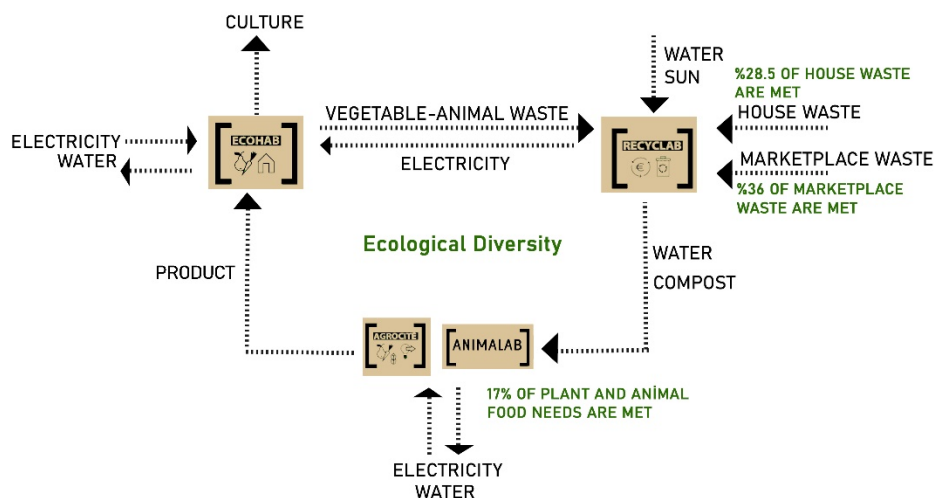 CULTURE
WATER
SUN
%28.5 OF HOUSE WASTE
ARE MET
HOUSE WASTE
VEGETABLE-ANIMAL WASTE
ELECTRICITY
WATER
ECOHAB
ELECTRICITY
RECYCLAB
MARKETPLACE WASTE
%36 OF MARKETPLACE
WASTE ARE MET
Ecological Diversity
WATER
COMPOST
PRODUCT
AGROCITE
ANIMALAB
17% OF PLANT AND ANİMAL
FOOD NEEDS ARE MET
ELECTRICITY
WATER